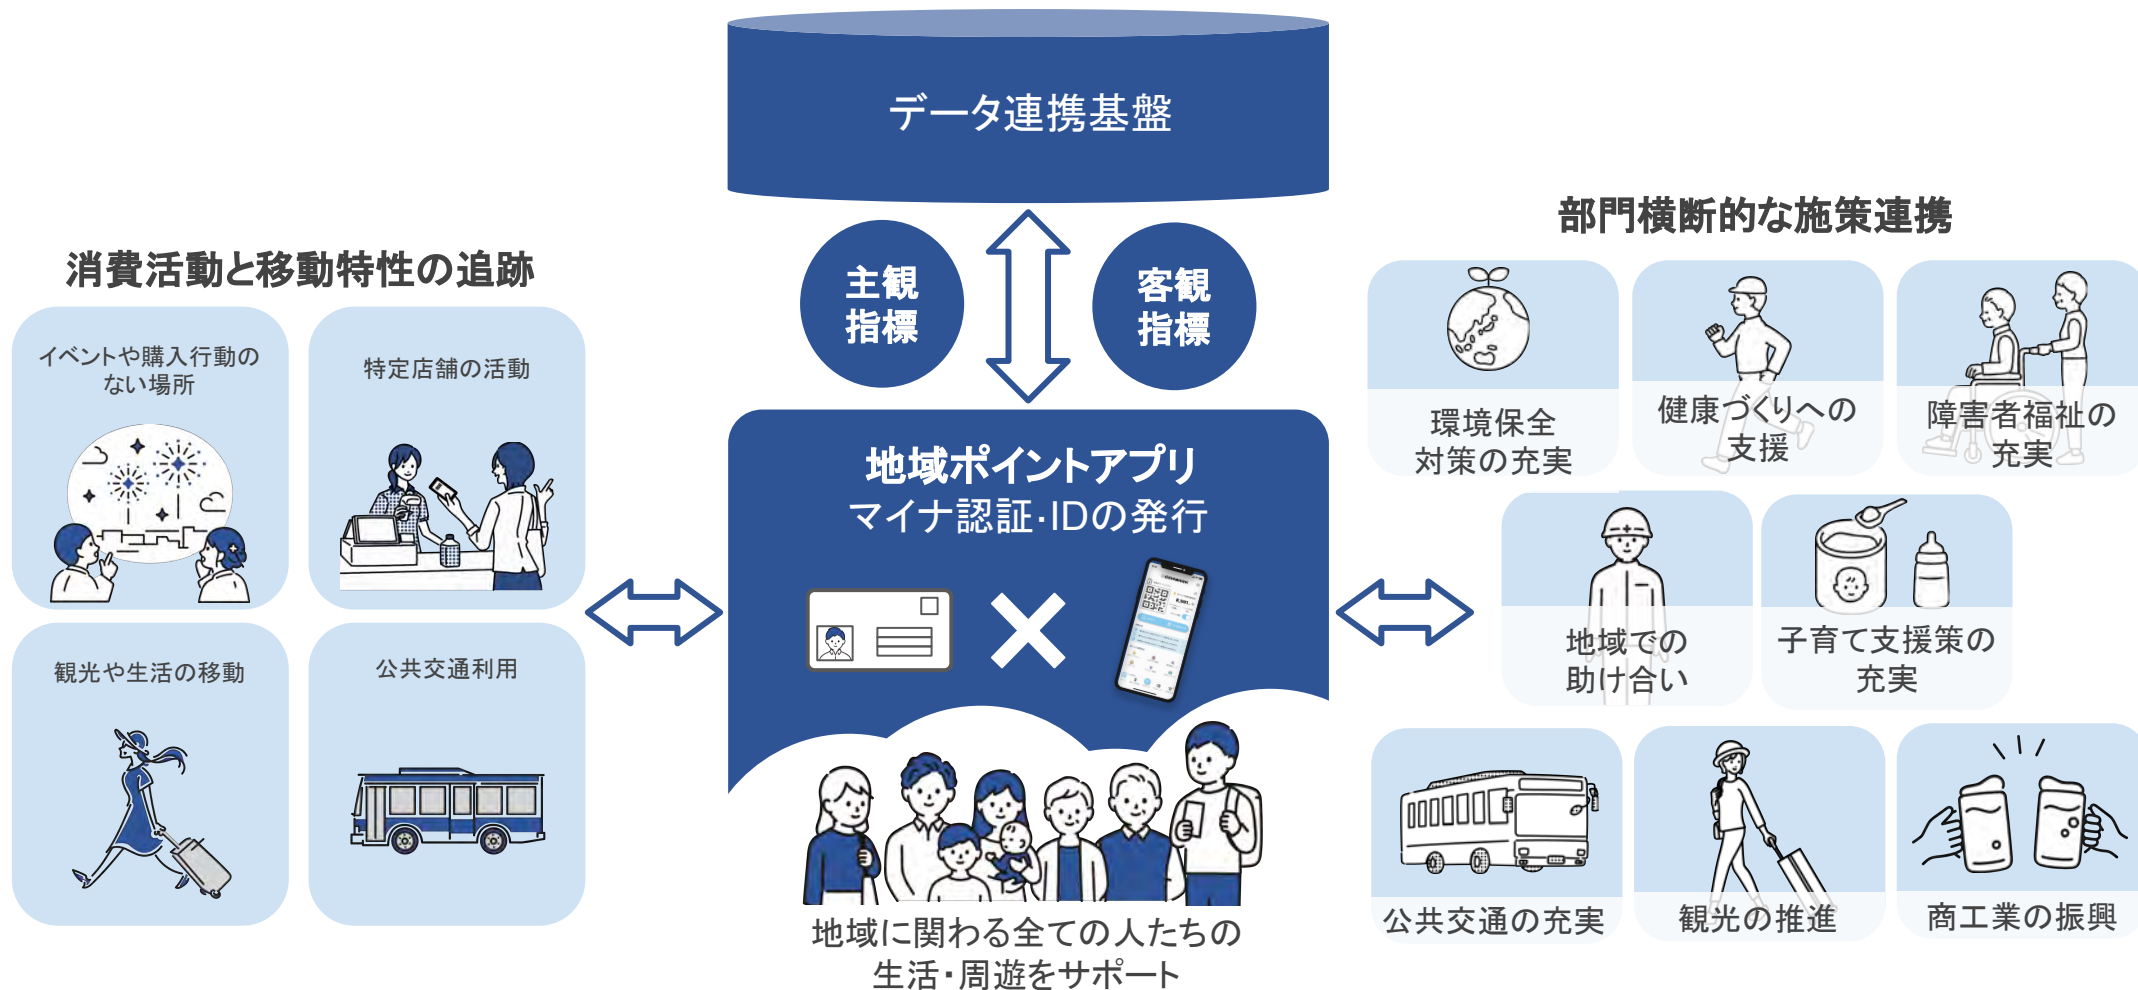 データ連携基盤
主観
指標
客観
指標
消費活動と移動特性の追跡
イベントや購入行動の
ない場所
特定店舗の活動
観光や生活の移動
公共交通利用
地域ポイントアプリ
マイナ認証・IDの発行
地域に関わる全ての人たちの
生活・周遊をサポート
部門横断的な施策連携
環境保全
対策の充実
健康づくりへの
支援
障害者福祉の
充実
地域での
助け合い
子育て支援策の
充実
公共交通の充実
観光の推進
商工業の振興